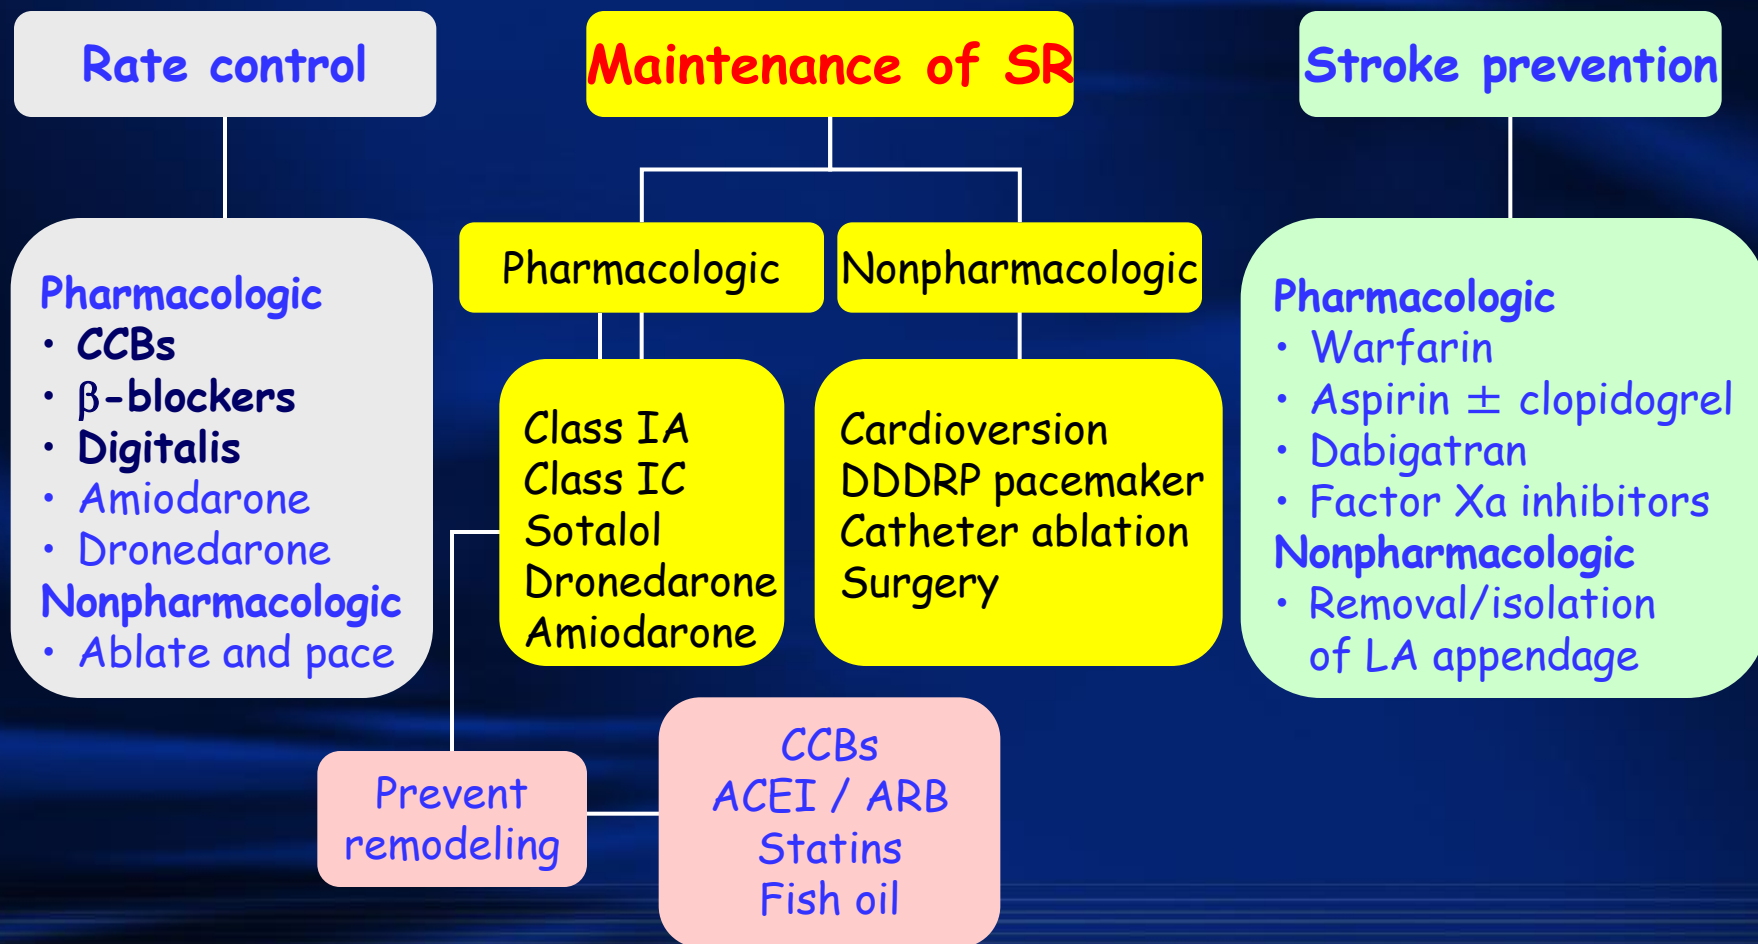 Rate control
Pharmacologic
• CCBs
• β-blockers
• Digitalis
• Amiodarone
• Dronedarone
Nonpharmacologic
• Ablate and pace
Maintenance of SR
Pharmacologic
Class IA
Class IC
Sotalol
Dronedarone
Amiodarone
Nonpharmacologic
Cardioversion
DDDRP pacemaker
Catheter ablation
Surgery
Prevent
remodeling
CCBs
ACEI / ARB
Statins
Fish oil
Stroke prevention
Pharmacologic
• Warfarin
• Aspirin ± clopidogrel
• Dabigatran
• Factor Xa inhibitors
Nonpharmacologic
• Removal/isolation
of LA appendage